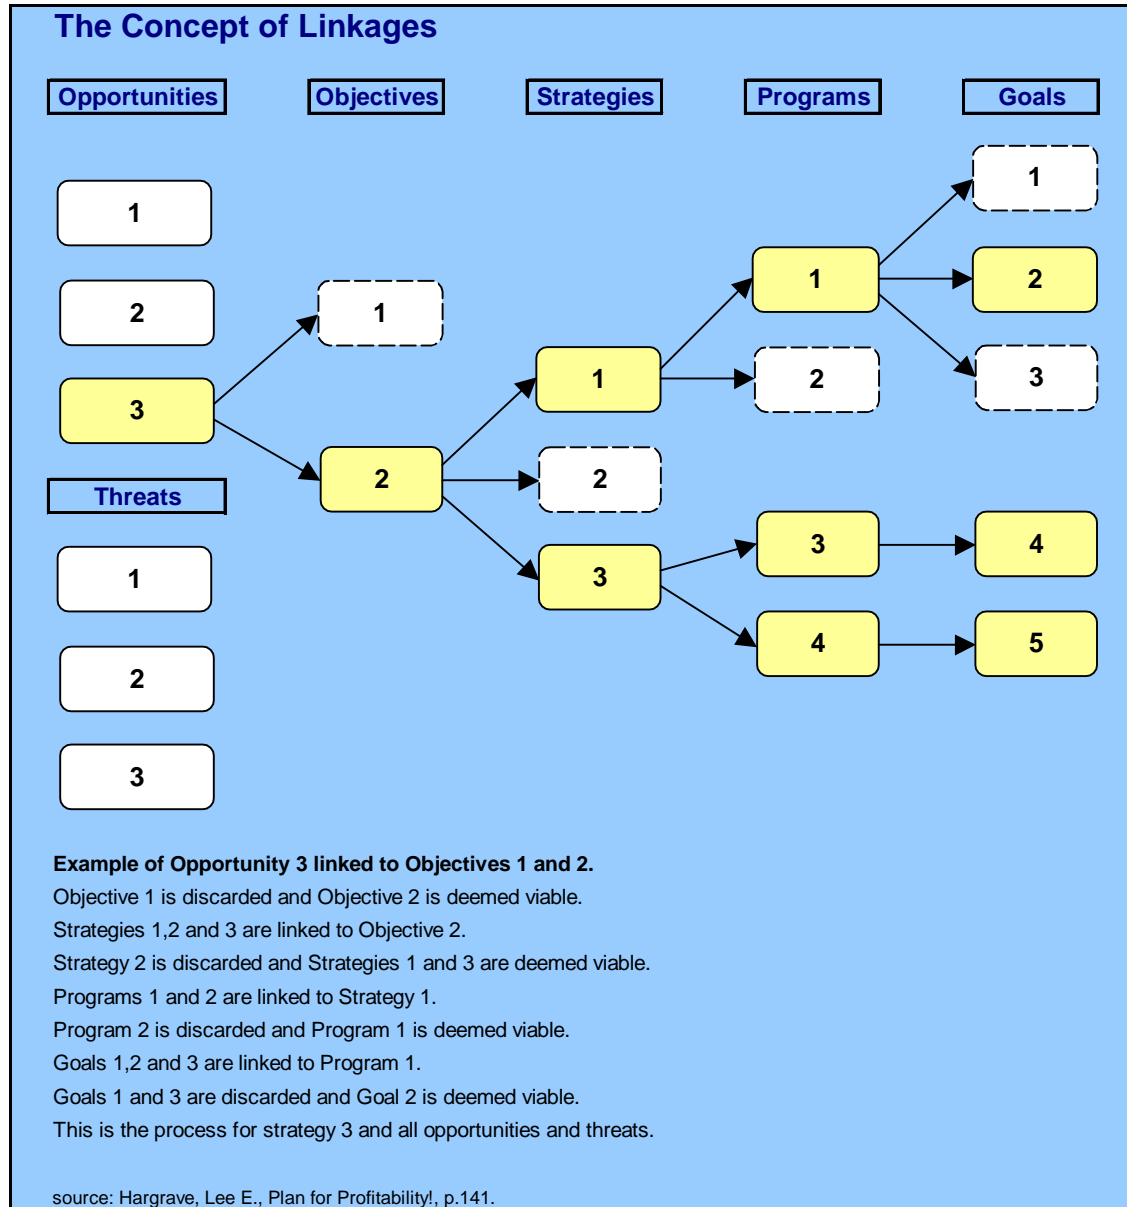 The Concept of Linkages
Opportunities Objectives Strategies Programs Goals
1
1
2
3
1
2
1
2
3
1
2
3
4
1
2
3
4
5
Threats
1
2
3
Example of Opportunity 3 linked to Objectives 1 and 2.
Objective 1 is discarded and Objective 2 is deemed viable.
Strategies 1,2 and 3 are linked to Objective 2.
Strategy 2 is discarded and Strategies 1 and 3 are deemed viable.
Programs 1 and 2 are linked to Strategy 1.
Program 2 is discarded and Program 1 is deemed viable.
Goals 1,2 and 3 are linked to Program 1.
Goals 1 and 3 are discarded and Goal 2 is deemed viable.
This is the process for strategy 3 and all opportunities and threats.
source: Hargrave, Lee E., Plan for Profitability!, p.141.